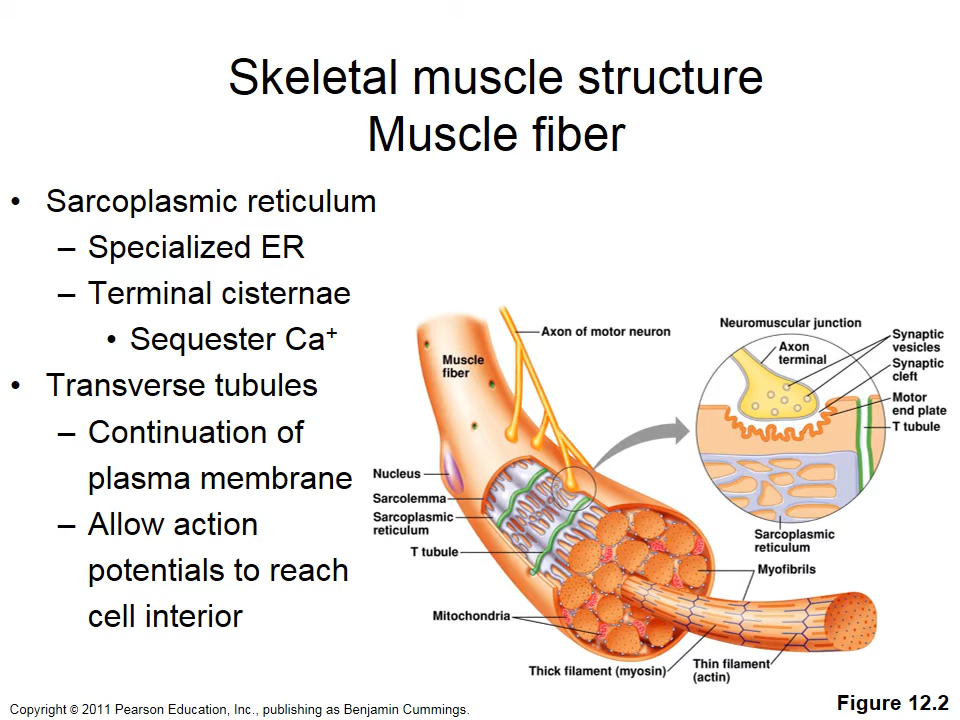 Skeletal muscle structure
Muscle fiber
• Sarcoplasmic reticulum
– Specialized ER
– Terminal cisternae
• Sequester Ca⁺
• Transverse tubules
– Continuation of
plasma membrane
– Allow action
potentials to reach
cell interior
Axon of motor neuron
Muscle
fiber
Nucleus
Sarcolemma
Sarcoplasmic
reticulum
T tubule
Mitochondria
Thick filament (myosin)
Thin filament
(actin)
Myofibrils
Neuromuscular junction
Axon
terminal
Synaptic
vesicles
Synaptic
cleft
Motor
end plate
T tubule
Sarcoplasmic
reticulum
Figure 12.2
Copyright © 2011 Pearson Education, Inc., publishing as Benjamin Cummings.